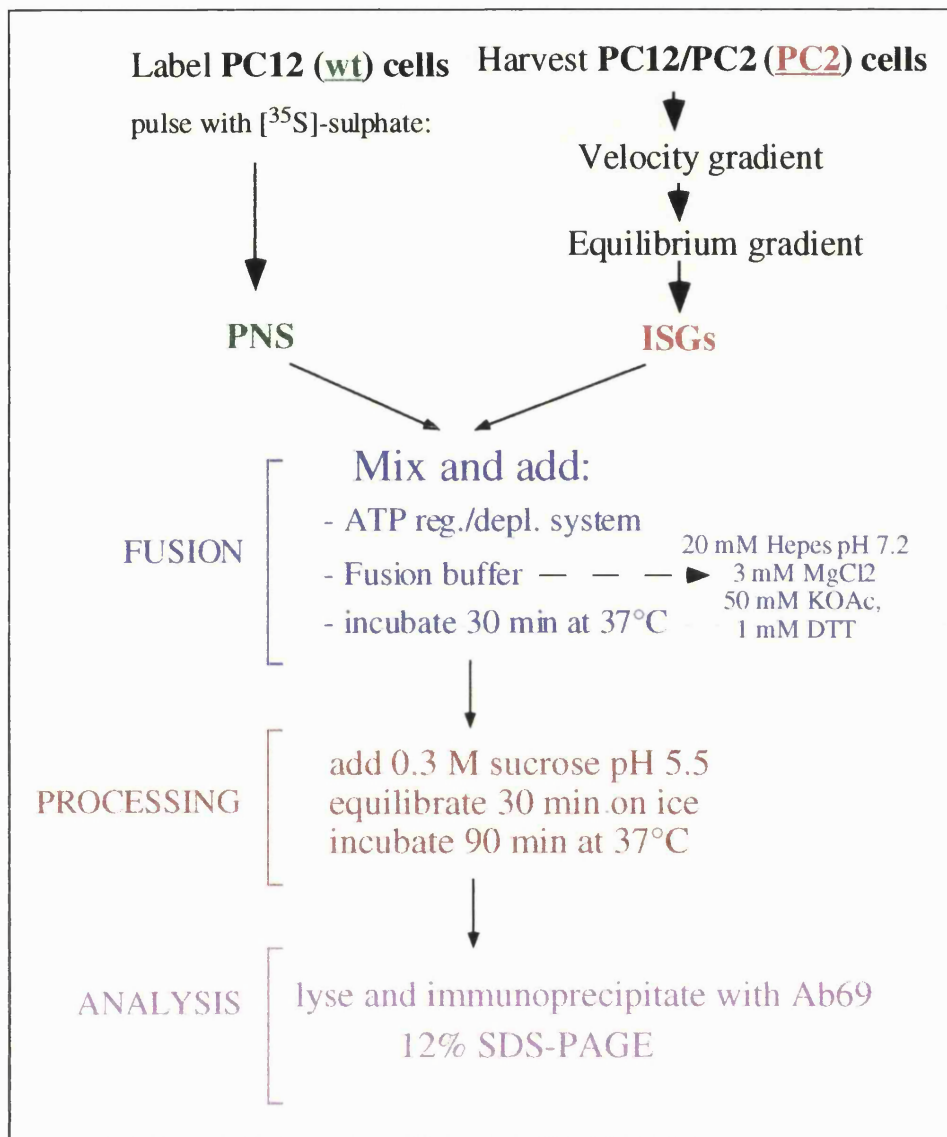 Label PC12 (wt) cells
pulse with [³⁵S]-sulphate:
PNS
Harvest PC12/PC2 (PC2) cells
Velocity gradient
Equilibrium gradient
ISGs
FUSION
Mix and add:
- ATP reg./depl. system
- Fusion buffer
- incubate 30 min at 37°C
20 mM Hepes pH 7.2
3 mM MgCl2
50 mM KOAc,
1 mM DTT
PROCESSING
add 0.3 M sucrose pH 5.5
equilibrate 30 min on ice
incubate 90 min at 37°C
ANALYSIS
lyse and immunoprecipitate with Ab69
12% SDS-PAGE